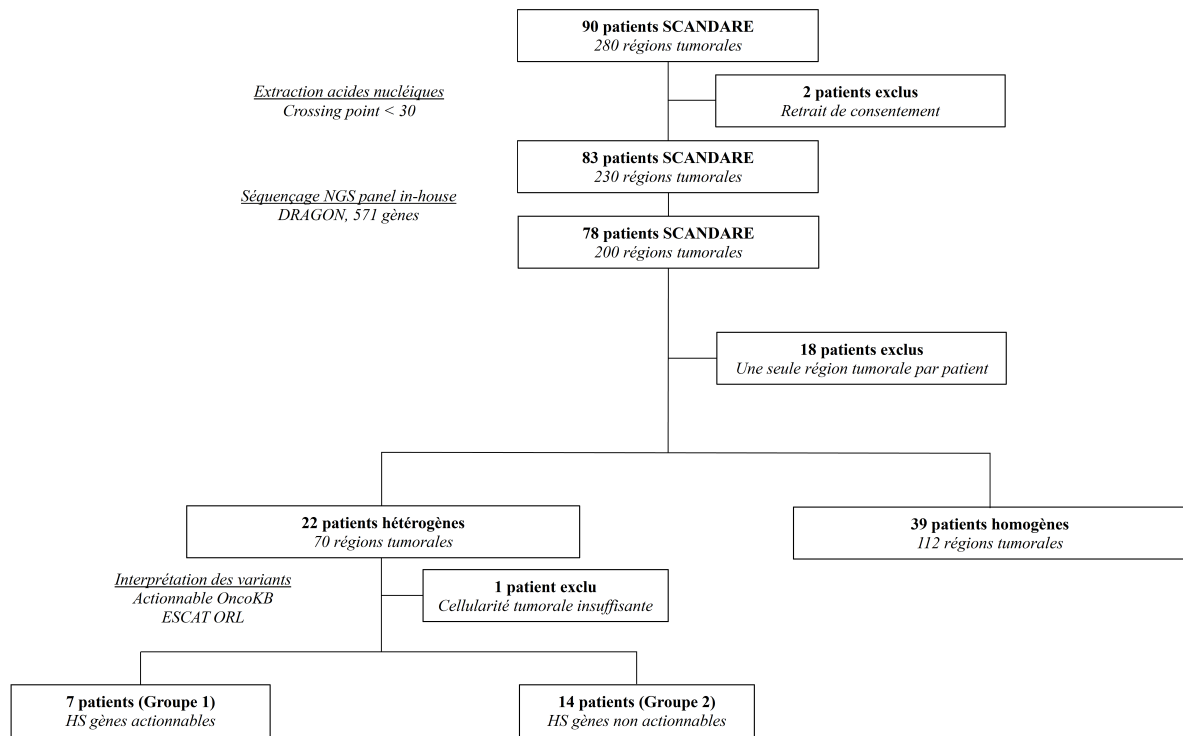 90 patients SCANDARE
280 régions tumorales
Extraction acides nucléiques
Crossing point < 30
2 patients exclus
Retrait de consentement
83 patients SCANDARE
230 régions tumorales
Séquençage NGS panel in-house
DRAGON, 571 gènes
78 patients SCANDARE
200 régions tumorales
18 patients exclus
Une seule région tumorale par patient
22 patients hétérogènes
70 régions tumorales
39 patients homogènes
112 régions tumorales
Interprétation des variants
Actionnable OncoKB
ESCAT ORL
1 patient exclu
Cellularité tumorale insuffisante
7 patients (Groupe 1)
HS gènes actionnables
14 patients (Groupe 2)
HS gènes non actionnables